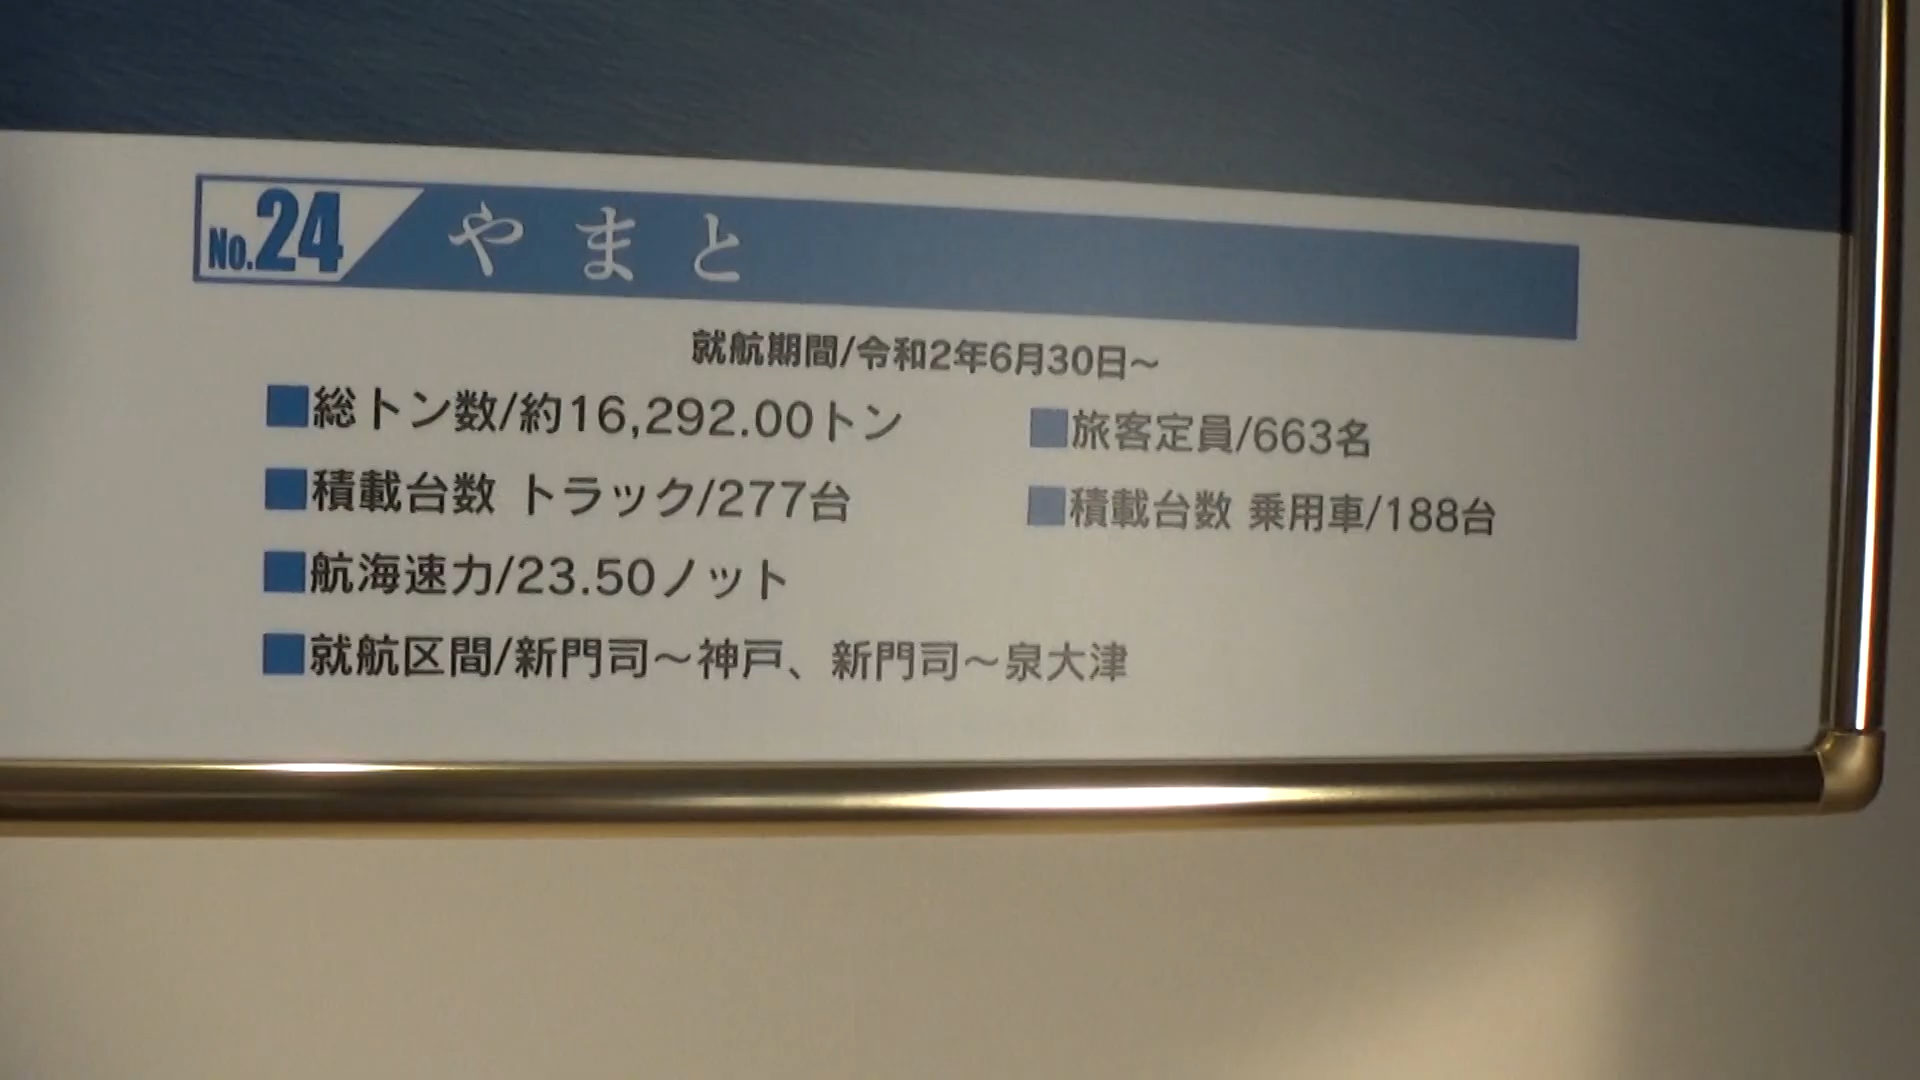 No.24 やまと
就航期間/令和2年6月30日〜
■総トン数/約16,292.00トン ■旅客定員/663名
■積載台数 トラック/277台 ■積載台数 乗用車/188台
■航海速力/23.50ノット
■就航区間/新門司〜神戸、新門司〜泉大津